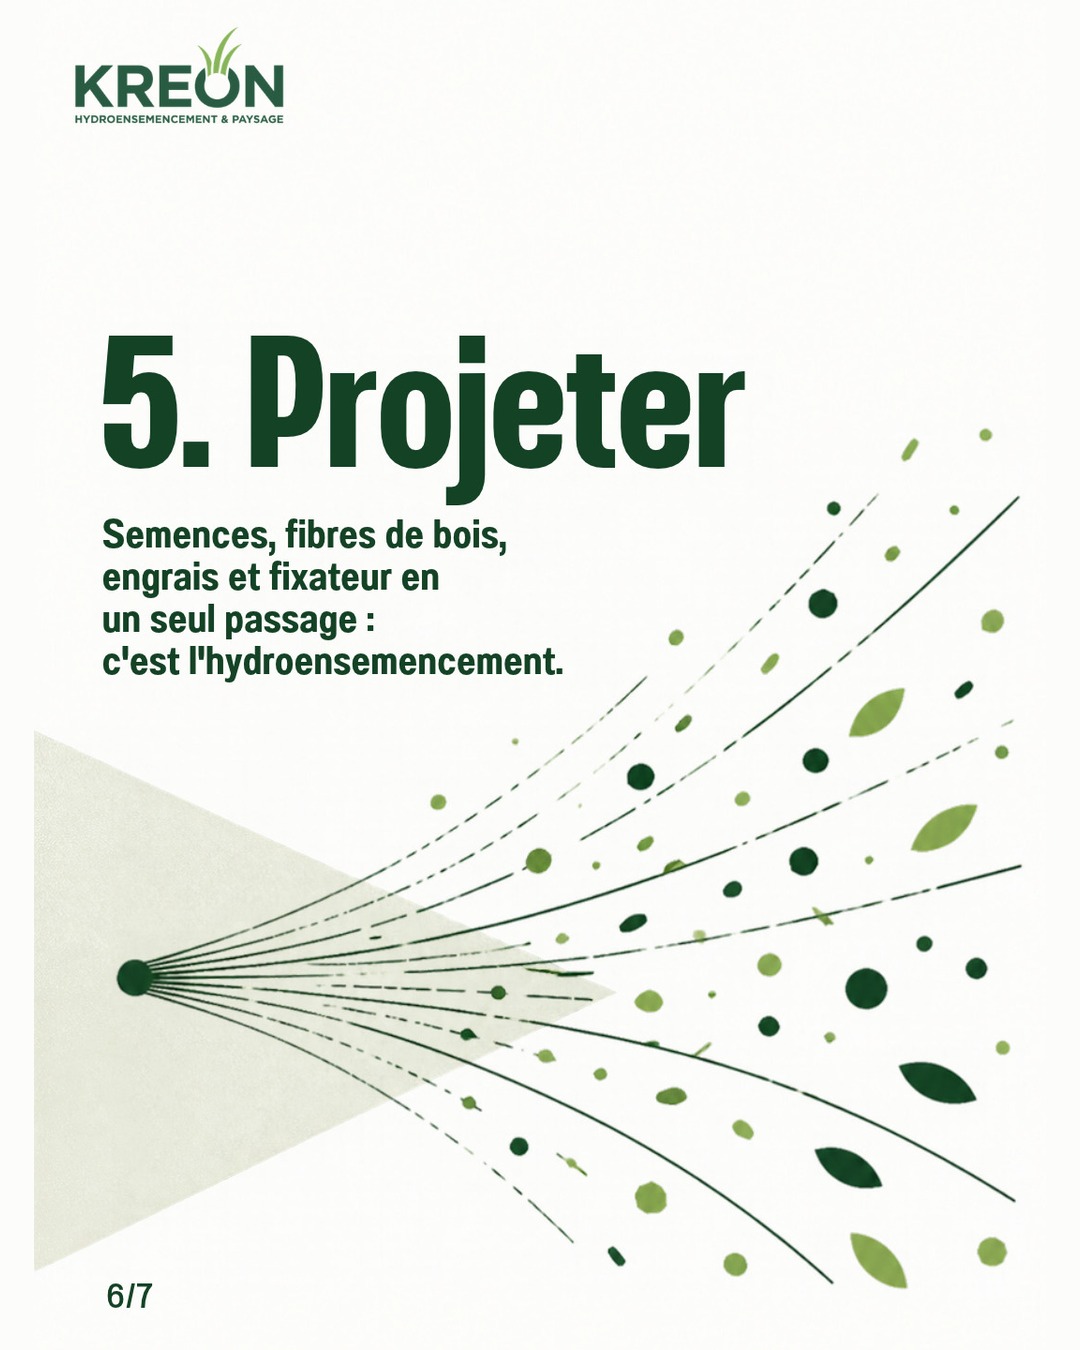 KREON
HYDROENSEMENCEMENT & PAYSAGE
5. Projeter
Semences, fibres de bois,
engrais et fixateur en
un seul passage :
c'est l'hydroensemencement.
6/7